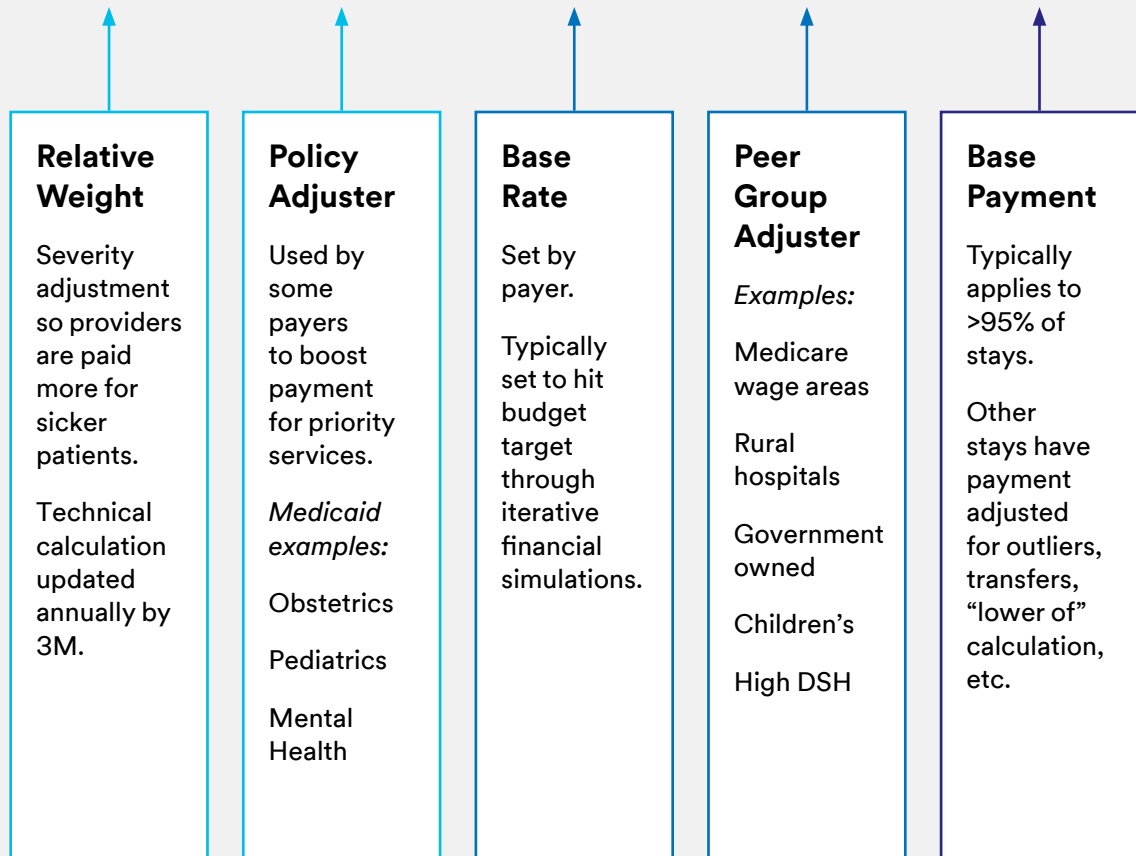 Relative
Weight
Severity
adjustment
so providers
are paid
more for
sicker
patients.
Technical
calculation
updated
annually by
3M.
Policy
Adjuster
Used by
some
payers
to boost
payment
for priority
services.
Medicaid
examples:
Obstetrics
Pediatrics
Mental
Health
Base
Rate
Set by
payer.
Typically
set to hit
budget
target
through
iterative
financial
simulations.
Peer
Group
Adjuster
Examples:
Medicare
wage areas
Rural
hospitals
Government
owned
Children’s
High DSH
Base
Payment
Typically
applies to
>95% of
stays.
Other
stays have
payment
adjusted
for outliers,
transfers,
“lower of”
calculation,
etc.